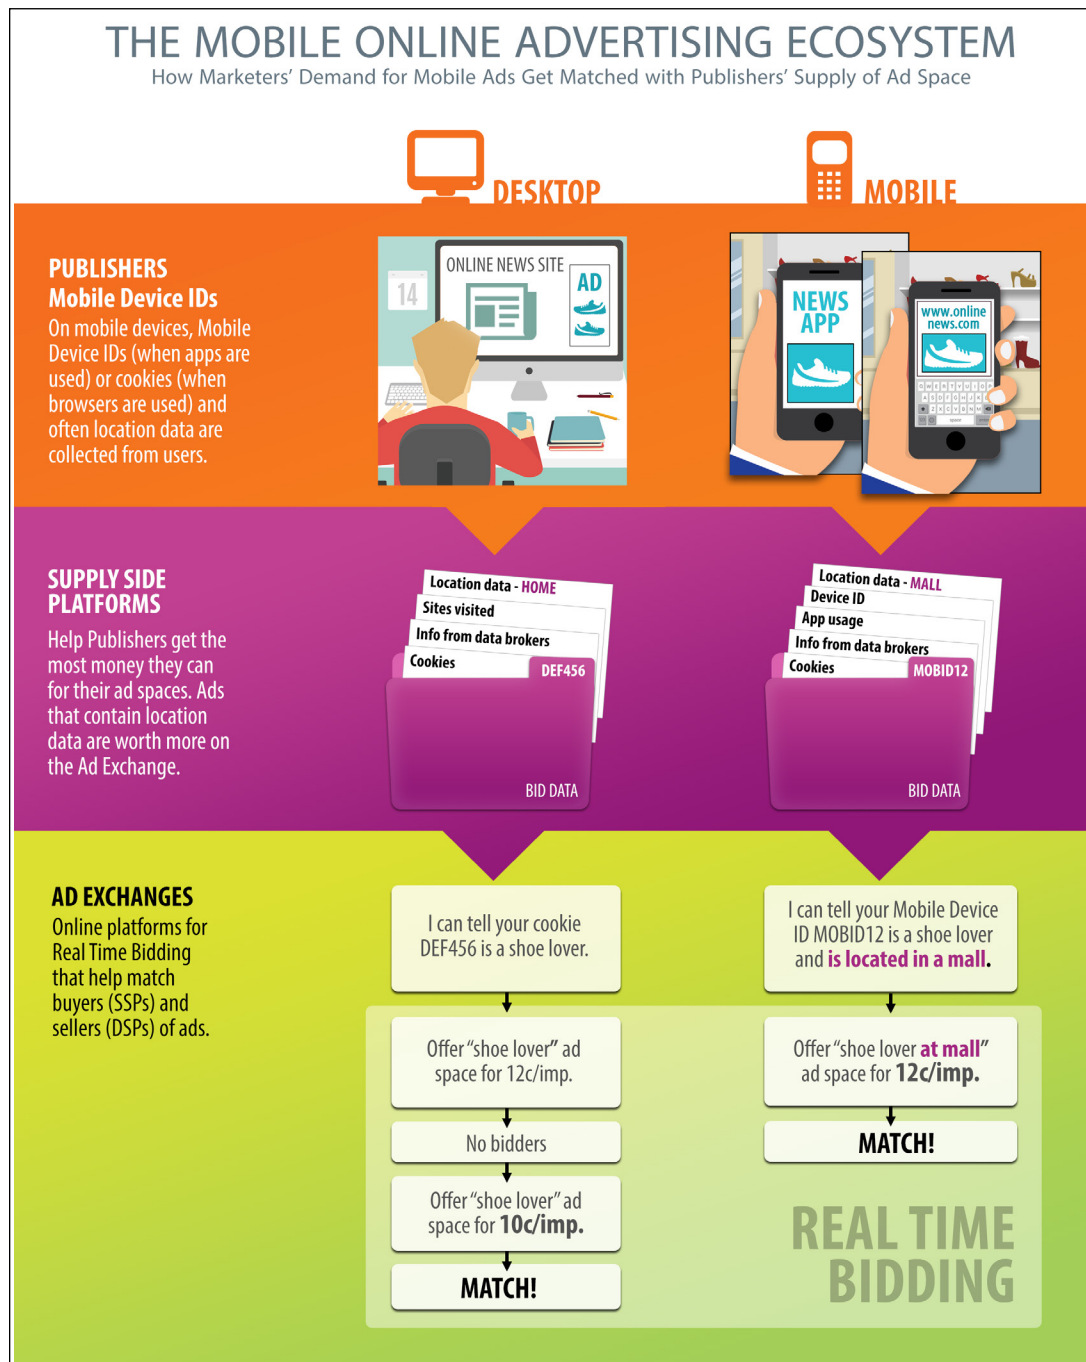 THE MOBILE ONLINE ADVERTISING ECOSYSTEM
How Marketers' Demand for Mobile Ads Get Matched with Publishers' Supply of Ad Space
DESKTOP
MOBILE
PUBLISHERS
Mobile Device IDs
On mobile devices, Mobile
Device IDs (when apps are
used) or cookies (when
browsers are used) and
often location data are
collected from users.
14
ONLINE NEWS SITE
AD
NEWS
APP
www.online
news.com
Q W E R T Y U I O P
A S D F G H J K L
Z X C V B N M
space
SUPPLY SIDE
PLATFORMS
Help Publishers get the
most money they can
for their ad spaces. Ads
that contain location
data are worth more on
the Ad Exchange.
Location data - HOME
Sites visited
Info from data brokers
Cookies
DEF456
BID DATA
Location data - MALL
Device ID
App usage
Info from data brokers
Cookies
MOBID12
BID DATA
AD EXCHANGES
Online platforms for
Real Time Bidding
that help match
buyers (SSPs) and
sellers (DSPs) of ads.
I can tell your cookie
DEF456 is a shoe lover.
Offer "shoe lover" ad
space for 12c/imp.
No bidders
Offer "shoe lover" ad
space for 10c/imp.
MATCH!
I can tell your Mobile Device
ID MOBID12 is a shoe lover
and is located in a mall.
Offer "shoe lover at mall"
ad space for 12c/imp.
MATCH!
REAL TIME
BIDDING